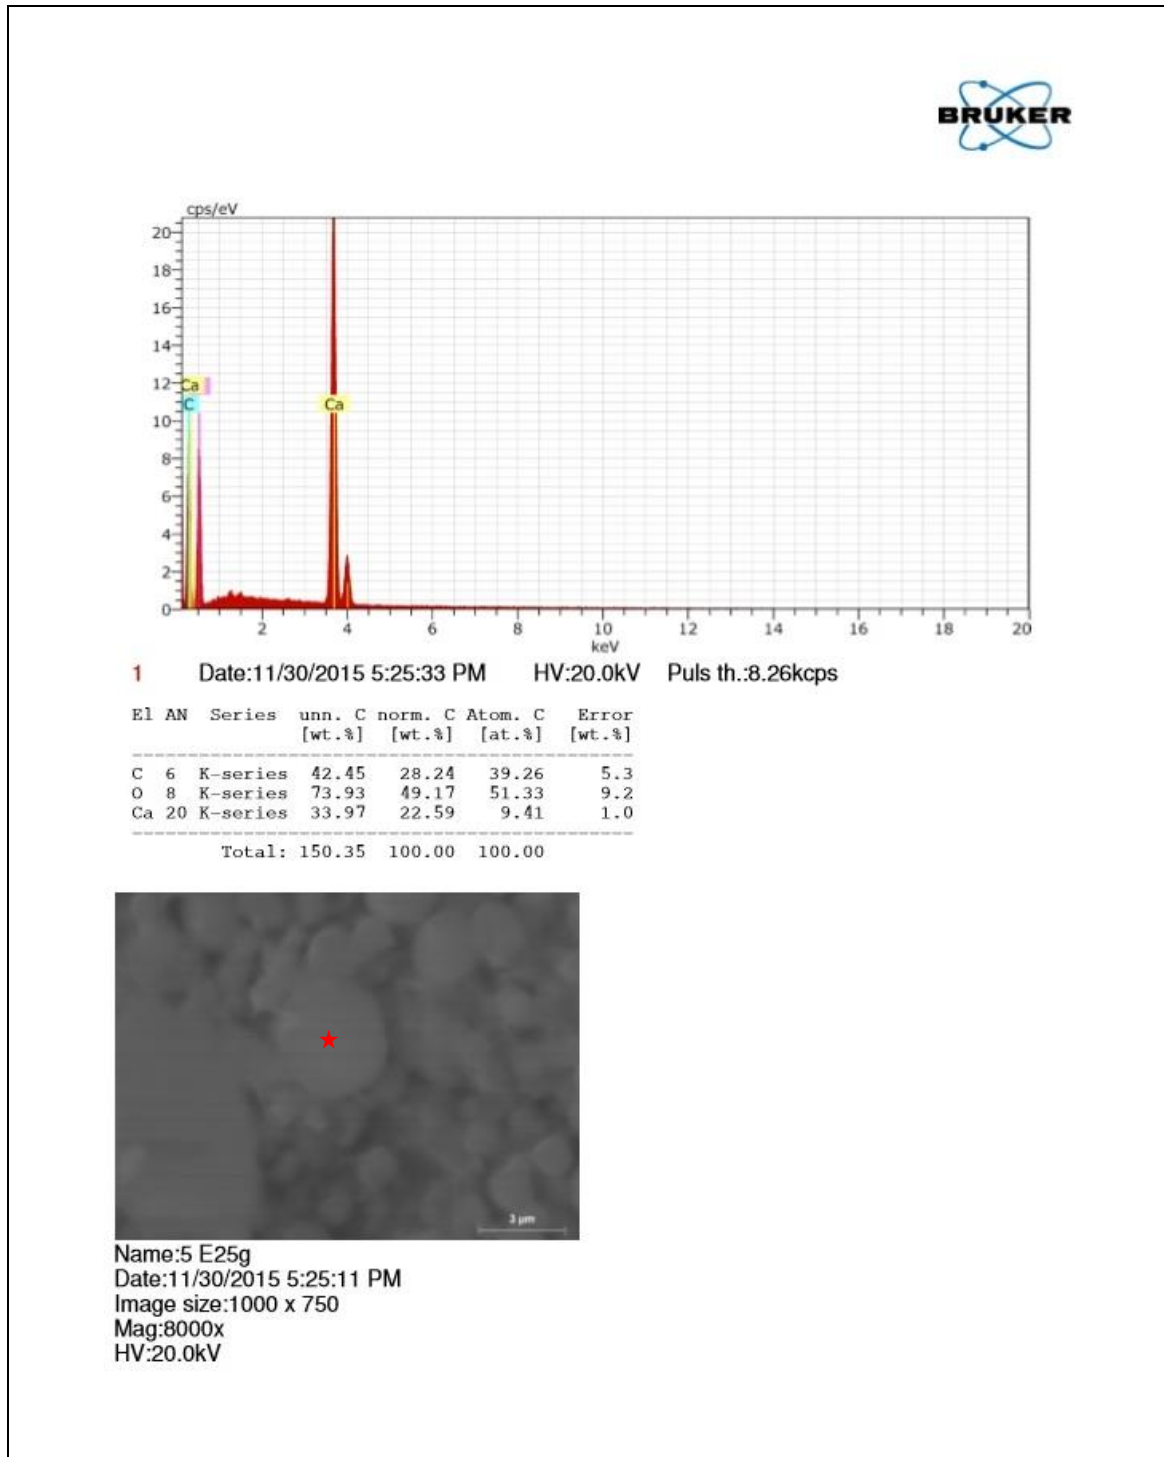 BRUKER
cps/eV
20
18
16
14
12
10
8
6
4
2
0
Ca
C
Ca
2 4 6 8 10 12 14 16 18 20
keV
1 Date:11/30/2015 5:25:33 PM HV:20.0kV Puls th.:8.26kcps
El AN Series unn. C norm. C Atom. C Error
[wt.%] [wt.%] [at.%] [wt.%]
C 6 K-series 42.45 28.24 39.26 5.3
O 8 K-series 73.93 49.17 51.33 9.2
Ca 20 K-series 33.97 22.59 9.41 1.0
Total: 150.35 100.00 100.00
3 µm
Name:5 E25g
Date:11/30/2015 5:25:11 PM
Image size:1000 x 750
Mag:8000x
HV:20.0kV